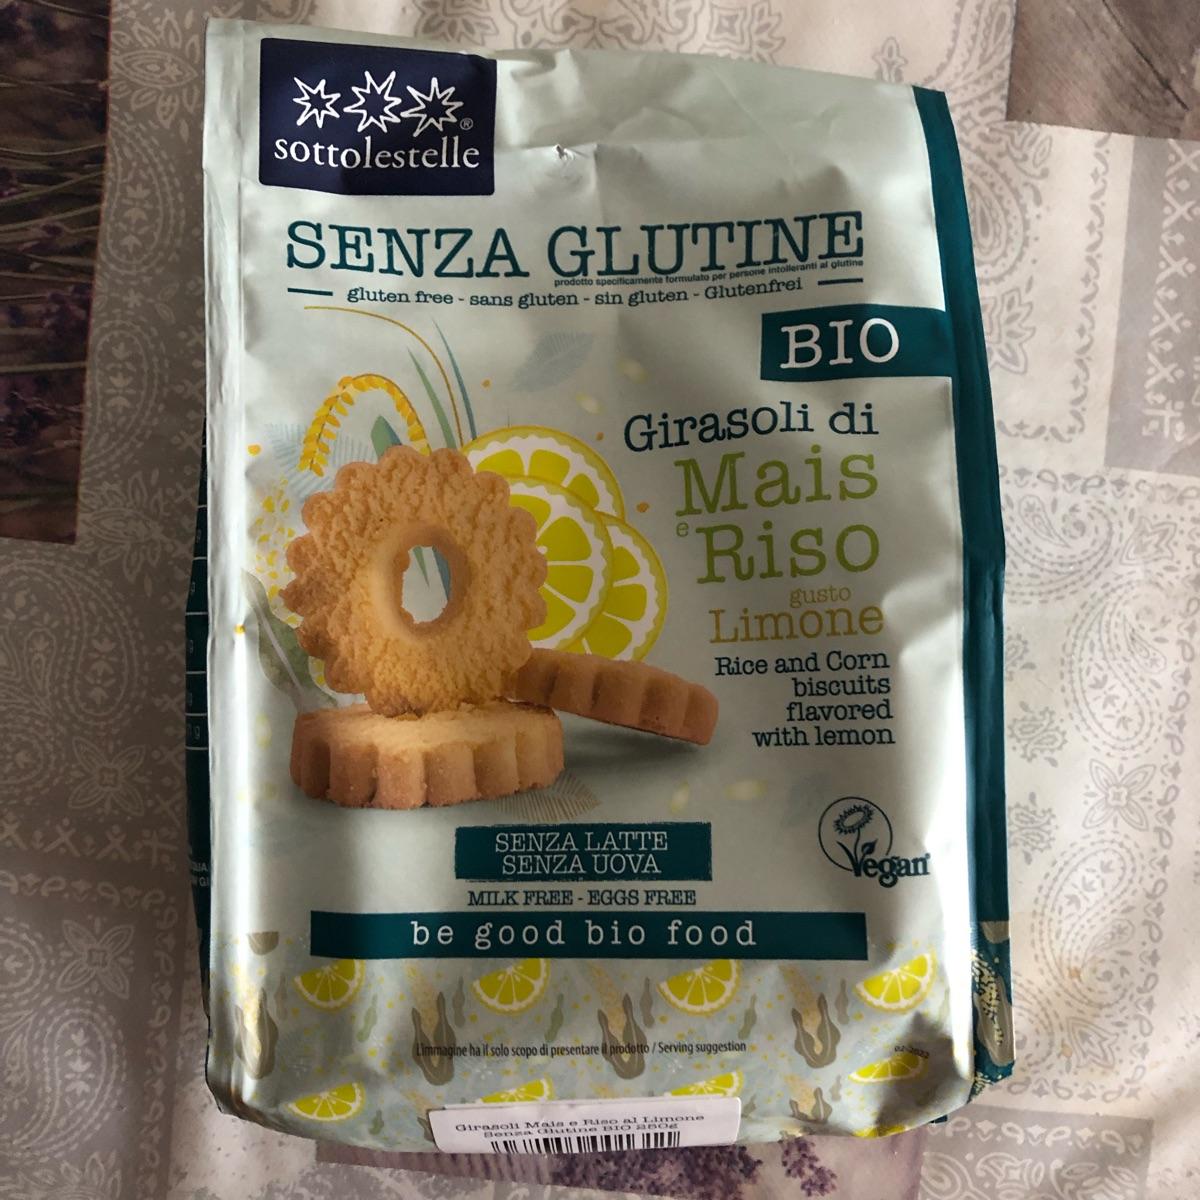 sottolestelle®
SENZA GLUTINE
prodotto specificamente formulato per persone intolleranti al glutine
gluten free - sans gluten - sin gluten - Glutenfrei
BIO
Girasoli di
Mais
e Riso
gusto
Limone
Rice and Corn
biscuits
flavored
with lemon
SENZA LATTE
SENZA UOVA
MILK FREE - EGGS FREE
Vegan
be good bio food
L'immagine ha il solo scopo di presentare il prodotto / Serving suggestion
02-2022
Girasoli Mais e Riso al Limone
Senza Glutine BIO 250g